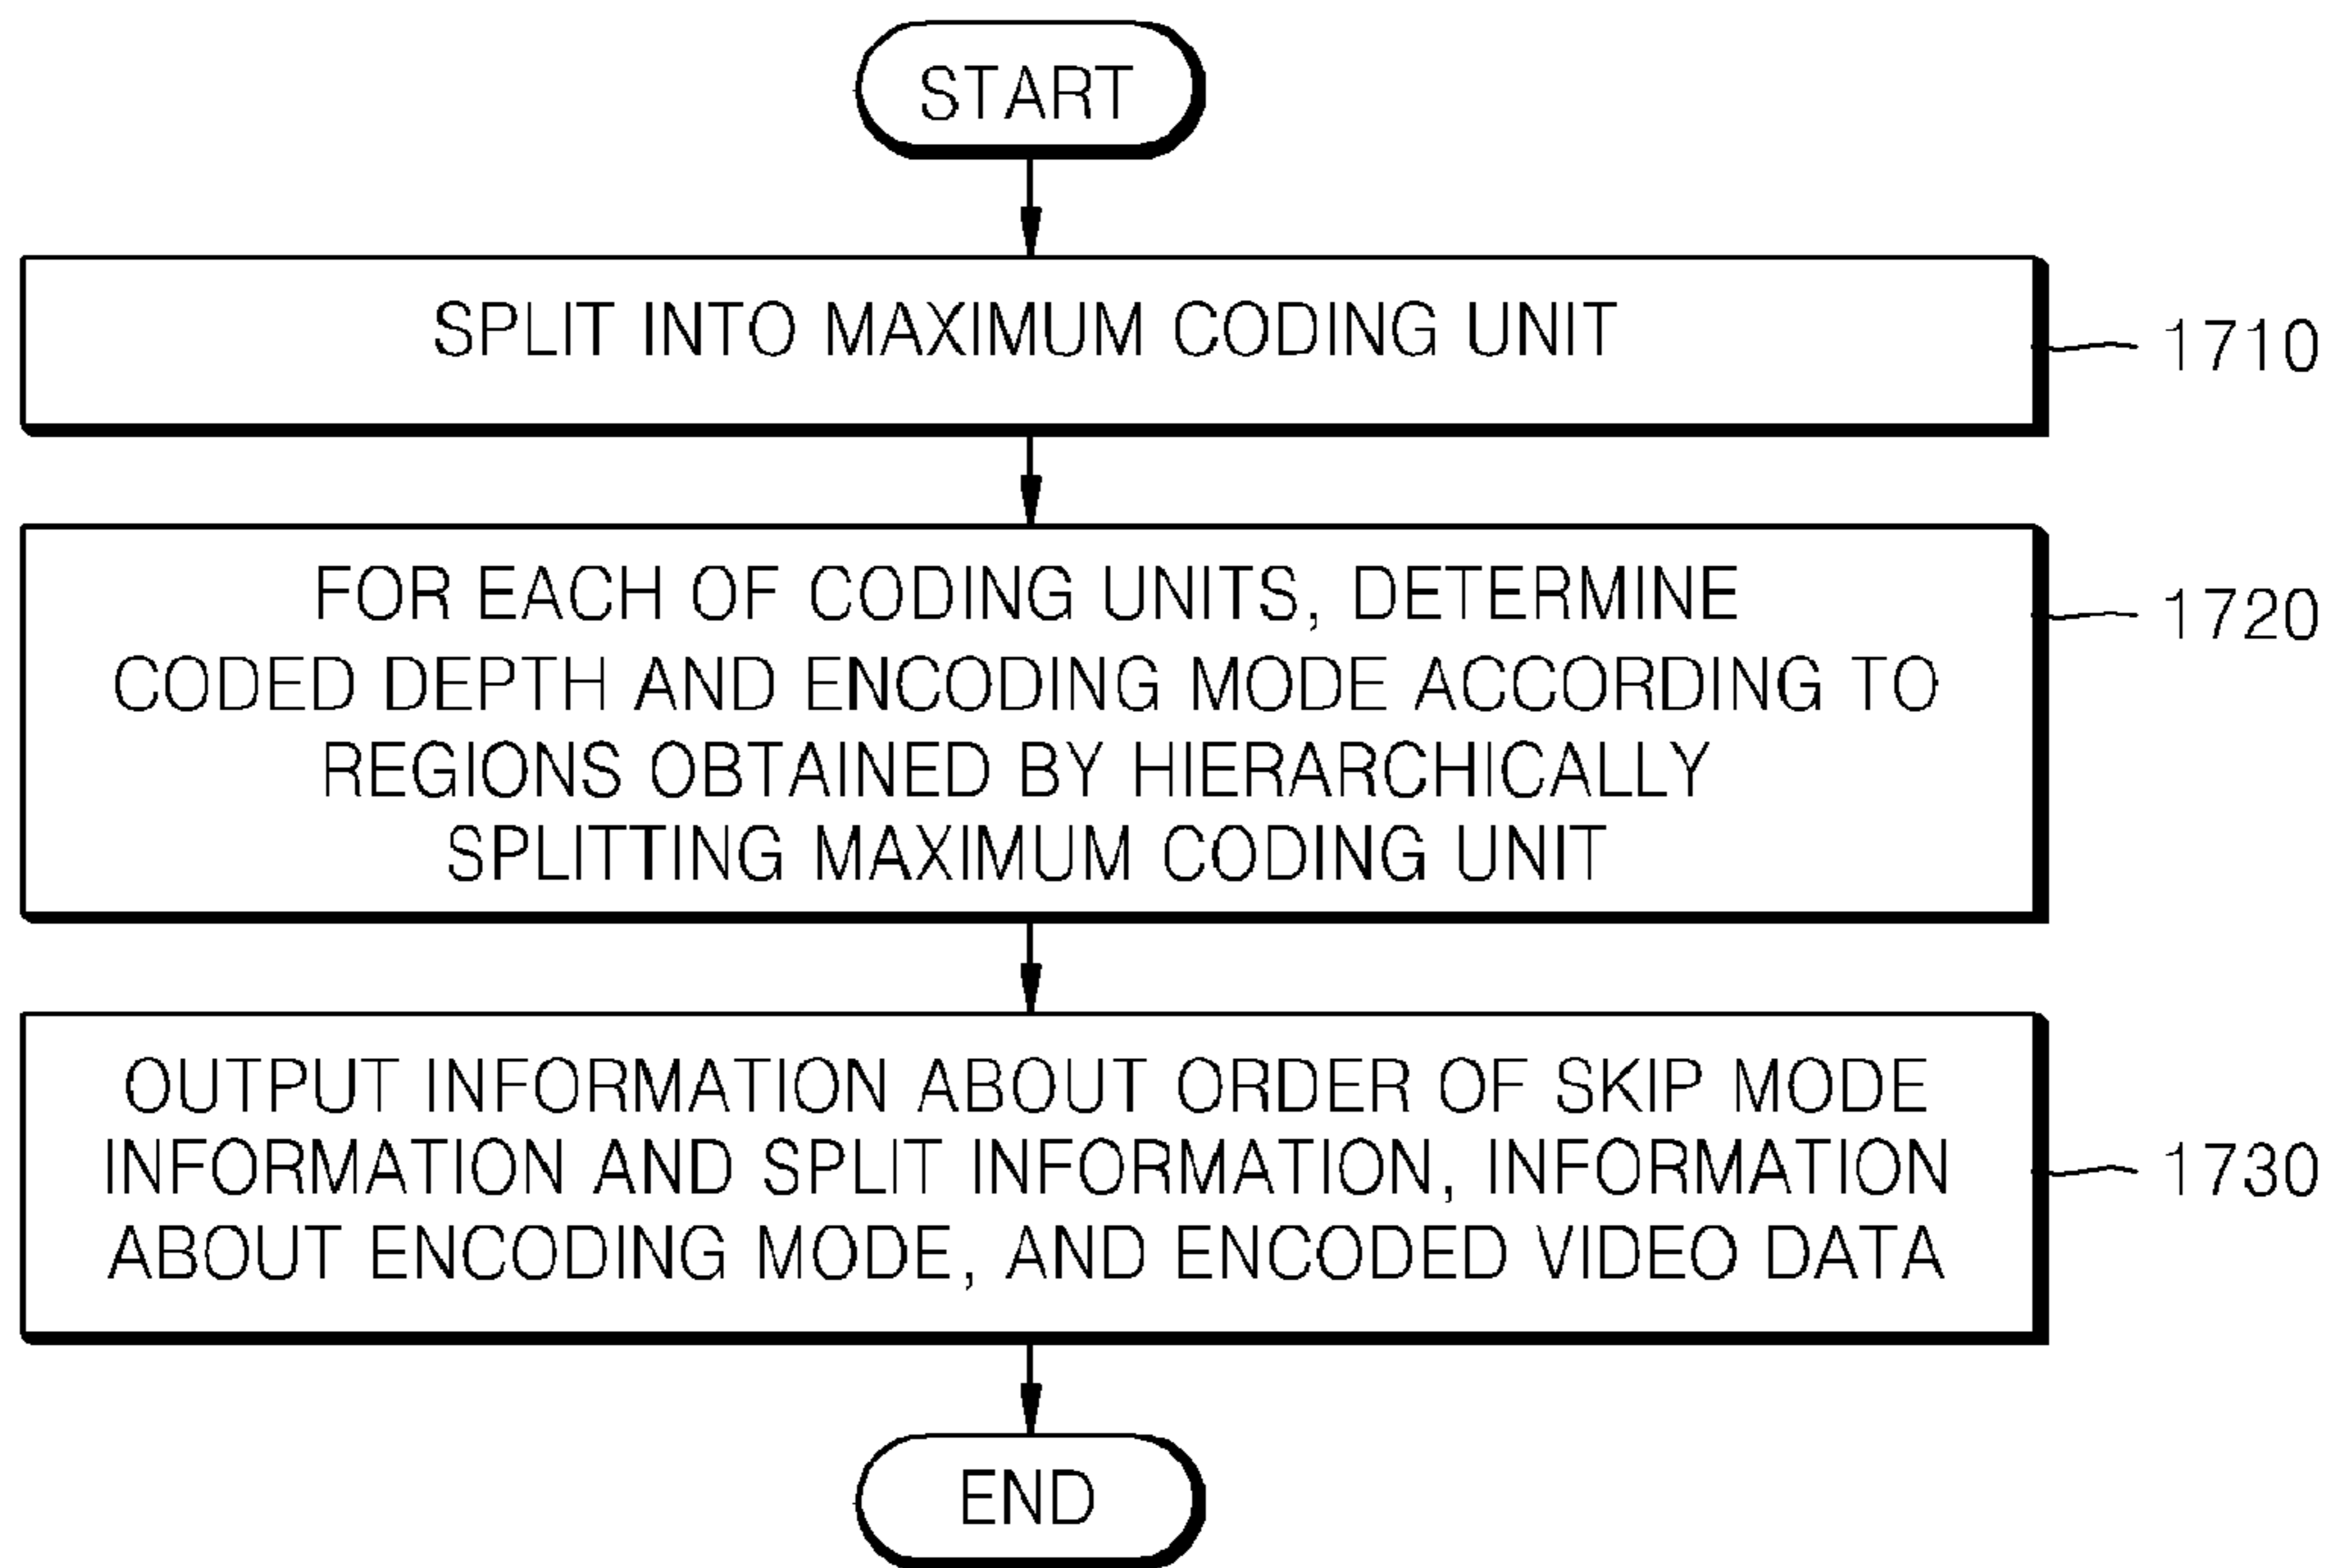 START
SPLIT INTO MAXIMUM CODING UNIT
1710
FOR EACH OF CODING UNITS, DETERMINE
CODED DEPTH AND ENCODING MODE ACCORDING TO
REGIONS OBTAINED BY HIERARCHICALLY
SPLITTING MAXIMUM CODING UNIT
1720
OUTPUT INFORMATION ABOUT ORDER OF SKIP MODE
INFORMATION AND SPLIT INFORMATION, INFORMATION
ABOUT ENCODING MODE, AND ENCODED VIDEO DATA
1730
END